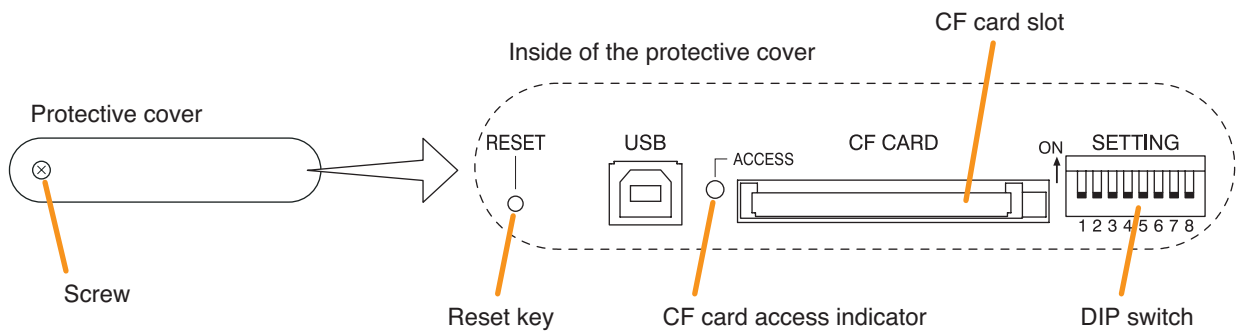 CF card slot
Inside of the protective cover
Protective cover
RESET
USB
ACCESS
CF CARD
ON
SETTING
1 2 3 4 5 6 7 8
Screw
Reset key
CF card access indicator
DIP switch